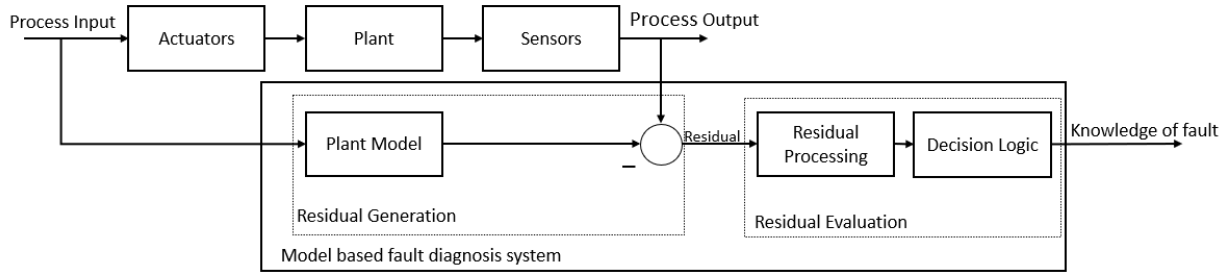 Process Input
Actuators
Plant
Sensors
Process Output
Plant Model
–
Residual
Residual
Processing
Decision Logic
Knowledge of fault
Residual Generation
Residual Evaluation
Model based fault diagnosis system